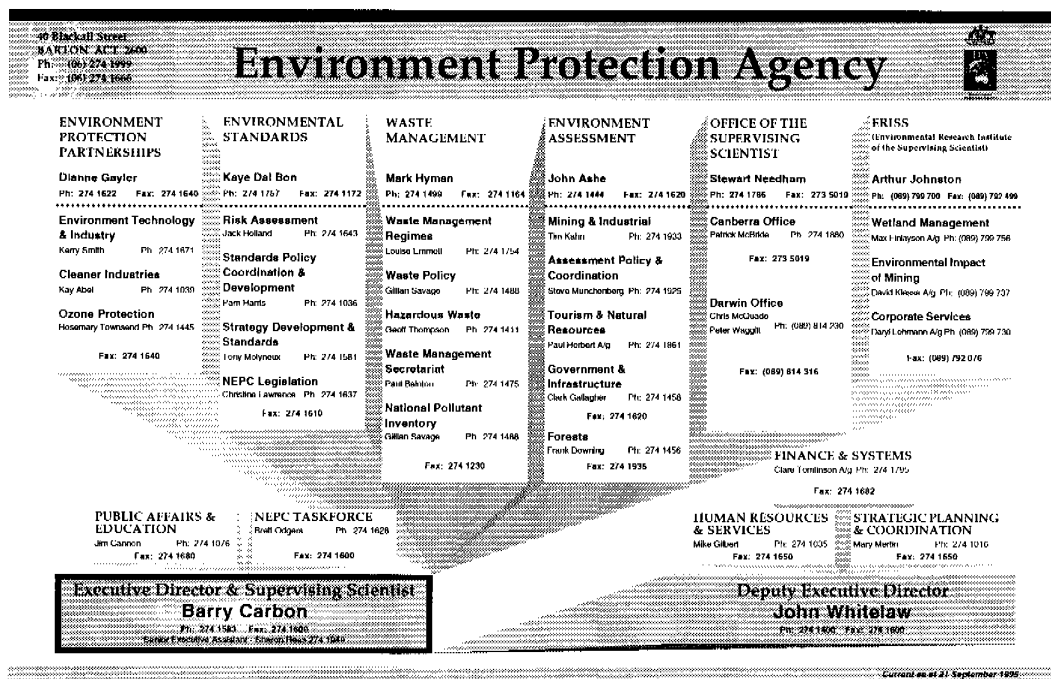 40 Blackall Street
BARTON ACT 2600
Ph: (06) 274 1999
Fax: (06) 274 1666
Environment Protection Agency
ENVIRONMENT
PROTECTION
PARTNERSHIPS
Dianne Gayler
Ph: 274 1622 Fax: 274 1640
Environment Technology
& Industry
Kerry Smith Ph 274 1671
Cleaner Industries
Kay Abel Ph 274 1030
Ozone Protection
Rosemary Townsend Ph 274 1445
Fax: 274 1640
ENVIRONMENTAL
STANDARDS
Kaye Dal Bon
Ph: 274 1757 Fax: 274 1172
Risk Assessment
Jack Holland Ph: 274 1643
Standards Policy
Coordination &
Development
Pam Harris Ph: 274 1036
Strategy Development &
Standards
Tony Molyneux Ph: 274 1581
NEPC Legislation
Christine Lawrence Ph 274 1637
Fax: 274 1610
WASTE
MANAGEMENT
Mark Hyman
Ph: 274 1499 Fax: 274 1164
Waste Management
Regimes
Louise Emmett Ph: 274 1754
Waste Policy
Gillian Savage Ph: 274 1488
Hazardous Waste
Geoff Thompson Ph: 274 1411
Waste Management
Secretariat
Paul Bainton Ph: 274 1475
National Pollutant
Inventory
Gillian Savage Ph: 274 1488
Fax: 274 1230
ENVIRONMENT
ASSESSMENT
John Ashe
Ph: 274 1444 Fax: 274 1620
Mining & Industrial
Tim Kahn Ph: 274 1933
Assessment Policy &
Coordination
Steve Munchenberg Ph: 274 1925
Tourism & Natural
Resources
Paul Herbert A/g Ph: 274 1861
Government &
Infrastructure
Clark Gallagher Ph: 274 1458
Fax: 274 1620
Forests
Frank Downing Ph: 274 1456
Fax: 274 1935
OFFICE OF THE
SUPERVISING
SCIENTIST
Stewart Needham
Ph: 274 1786 Fax: 273 5019
Canberra Office
Patrick McBride Ph 274 1880
Fax: 273 5019
Darwin Office
Chris McQuade
Peter Waggitt Ph: (089) 814 230
Fax: (089) 814 316
ERISS
(Environmental Research Institute
of the Supervising Scientist)
Arthur Johnston
Ph: (089) 799 700 Fax: (089) 792 499
Wetland Management
Max Finlayson A/g Ph: (089) 799 756
Environmental Impact
of Mining
David Klessa A/g Ph: (089) 799 737
Corporate Services
Daryl Lehmann A/g Ph (089) 799 730
Fax: (089) 792 076
FINANCE & SYSTEMS
Clare Tomlinson A/g Ph: 274 1795
Fax: 274 1682
PUBLIC AFFAIRS &
EDUCATION
Jim Cannon Ph: 274 1076
Fax: 274 1680
NEPC TASKFORCE
Brett Odgers Ph 274 1628
Fax: 274 1600
HUMAN RESOURCES
& SERVICES
Mike Gilbert Ph: 274 1035
Fax: 274 1650
STRATEGIC PLANNING
& COORDINATION
Mary Mertin Ph: 274 1016
Fax: 274 1650
Executive Director & Supervising Scientist
Barry Carbon
Ph: 274 1583 Fax: 274 1600
Senior Executive Assistant - Sharon Rees 274
Deputy Executive Director
John Whitelaw
Ph: 274 1400 Fax: 274 1600
Current as at 21 September 1995